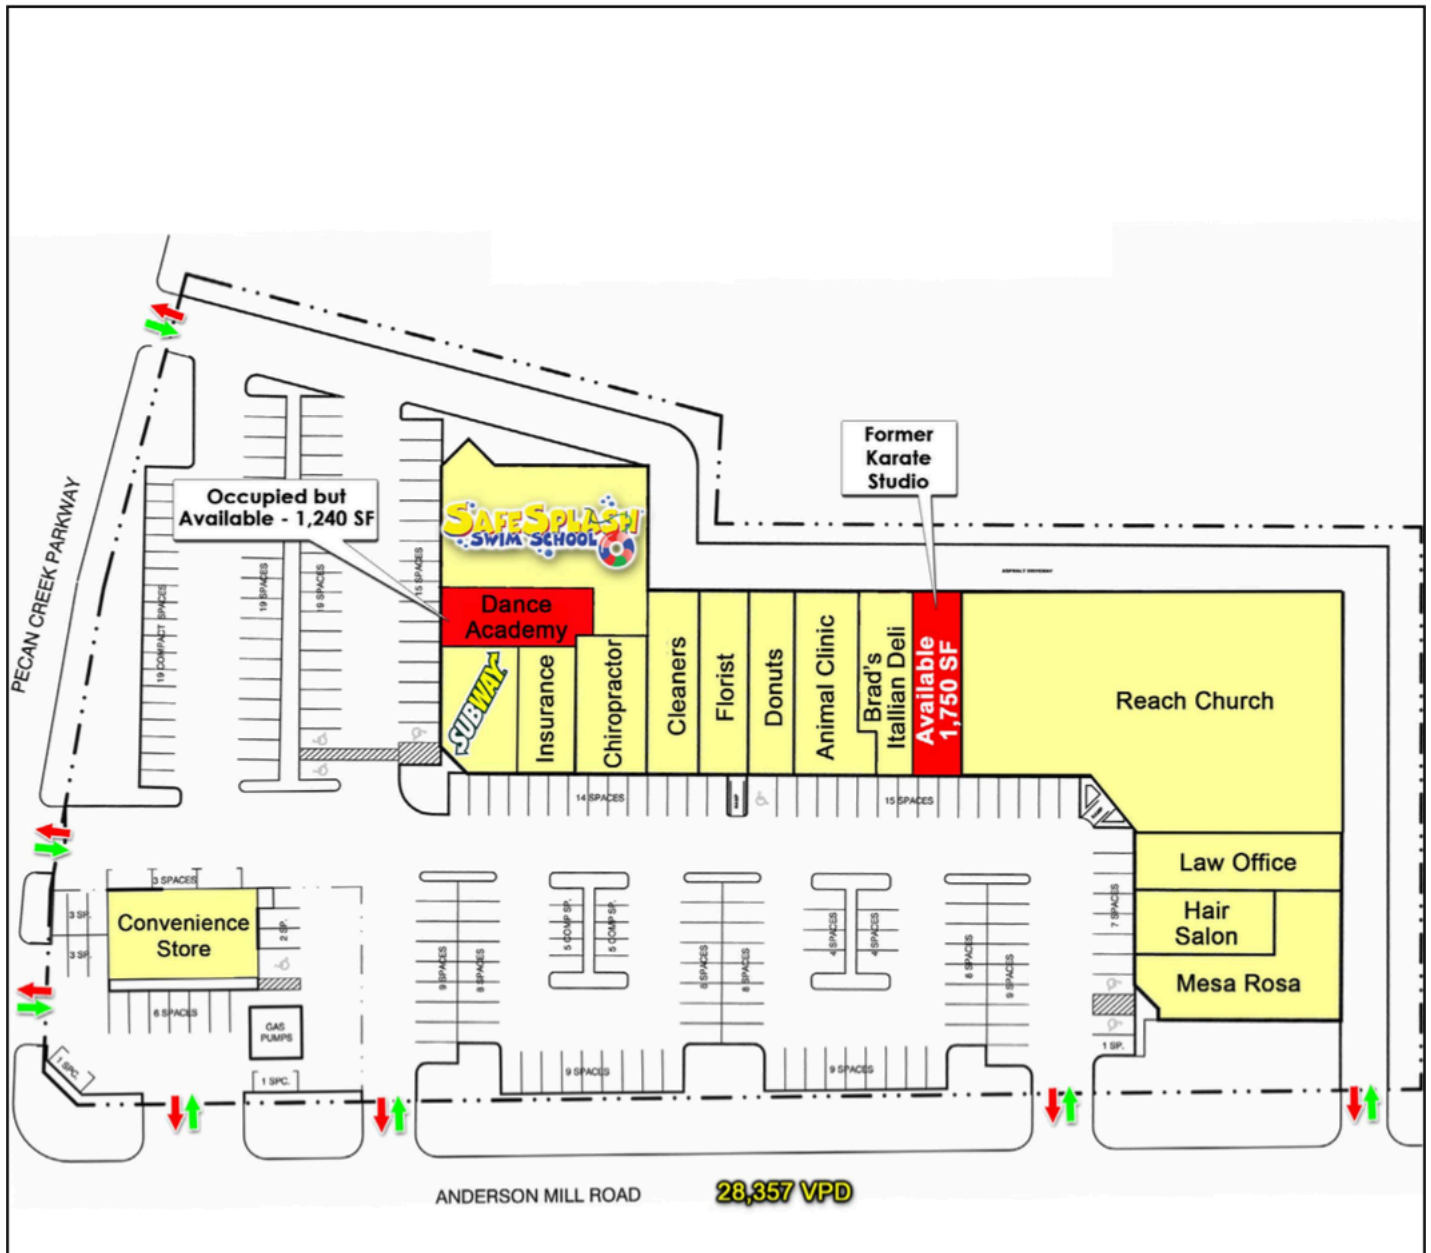 Former
Karate
Studio
Occupied but
Available - 1,240 SF
PECAN CREEK PARKWAY
19 COMPACT SPACES
19 SPACES
19 SPACES
15 SPACES
SAFESPLASH
SWIM SCHOOL
ASPHALT DRIVEWAY
Dance
Academy
SUBWAY
Insurance
Chiropractor
Cleaners
Florist
Donuts
Animal Clinic
Brad's
Itallian Deli
Available
1,750 SF
Reach Church
14 SPACES
RAMP
15 SPACES
RAMP
Law Office
Hair
Salon
Mesa Rosa
7 SPACES
1 SP.
3 SPACES
3 SP.
3 SP.
Convenience
Store
2 SP.
6 SPACES
GAS
PUMPS
1 SPC.
1 SPC.
9 SPACES
8 SPACES
5 COMP SP.
5 COMP SP.
8 SPACES
8 SPACES
4 SPACES
4 SPACES
8 SPACES
9 SPACES
9 SPACES
9 SPACES
ANDERSON MILL ROAD
28,357 VPD